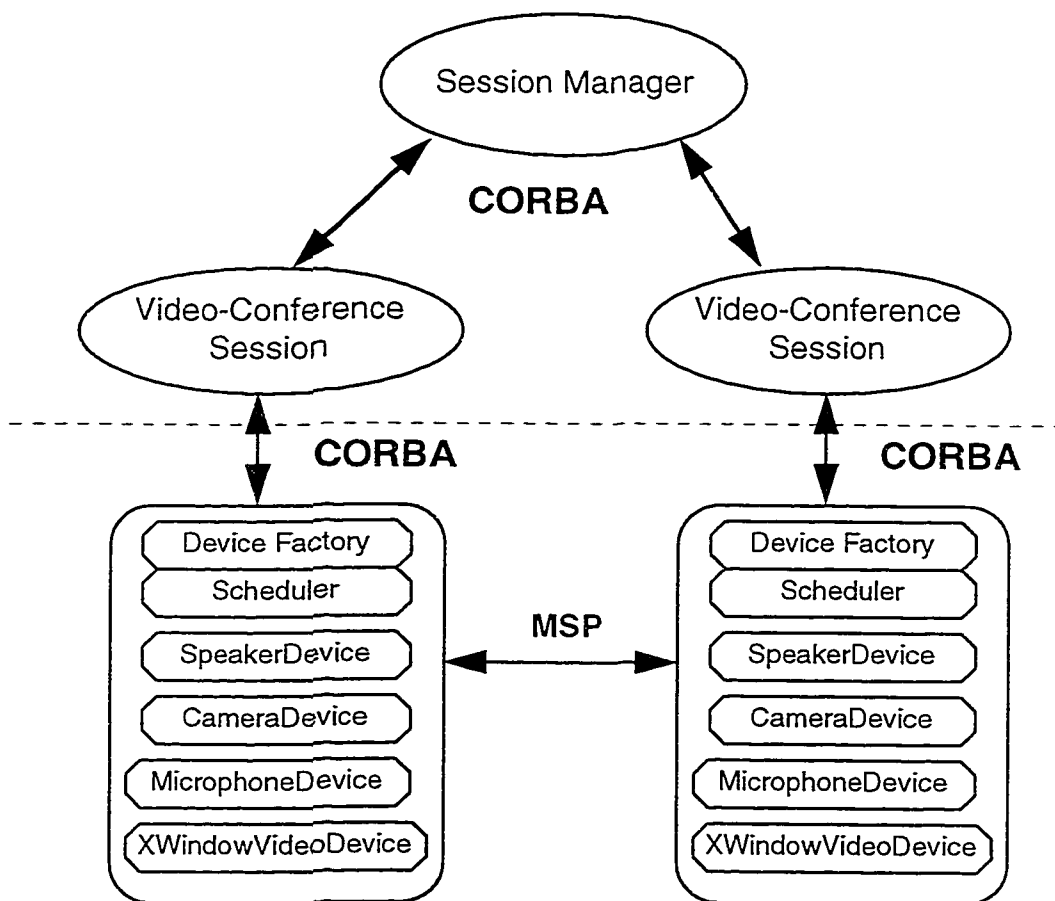 Session Manager
CORBA
Video-Conference
Session
Video-Conference
Session
CORBA
CORBA
Device Factory
Scheduler
SpeakerDevice
CameraDevice
MicrophoneDevice
XWindowVideoDevice
MSP
Device Factory
Scheduler
SpeakerDevice
CameraDevice
MicrophoneDevice
XWindowVideoDevice